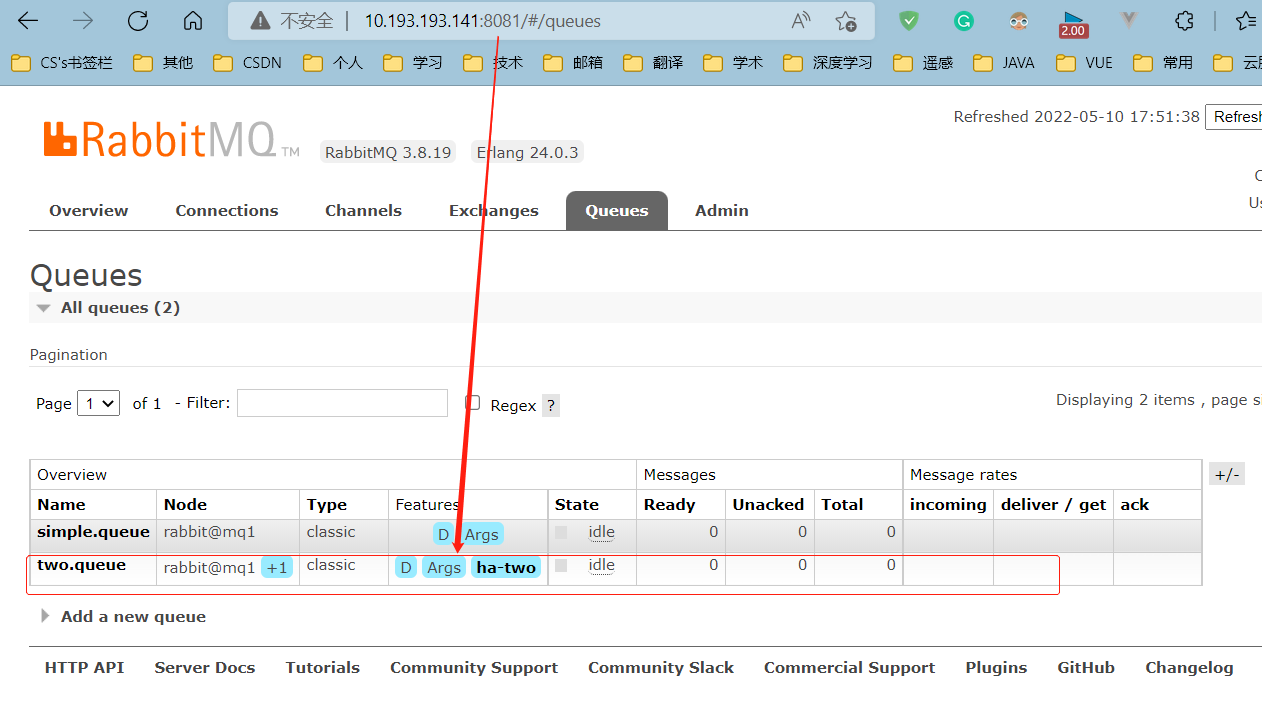 不安全 10.193.193.141:8081/#/queues
2.00
CS's书签栏 其他 CSDN 个人 学习 技术 邮箱 翻译 学术 深度学习 遥感 JAVA VUE 常用
Refreshed 2022-05-10 17:51:38 Refresh
RabbitMQ TM RabbitMQ 3.8.19 Erlang 24.0.3
Overview Connections Channels Exchanges Queues Admin
Queues
All queues (2)
Pagination
Page 1 of 1 - Filter: Regex ?
Displaying 2 items , page si
Overview Messages Message rates +/-
Name Node Type Features State Ready Unacked Total incoming deliver / get ack
simple.queue rabbit@mq1 classic D Args idle 0 0 0
two.queue rabbit@mq1 +1 classic D Args ha-two idle 0 0 0
Add a new queue
HTTP API Server Docs Tutorials Community Support Community Slack Commercial Support Plugins GitHub Changelog